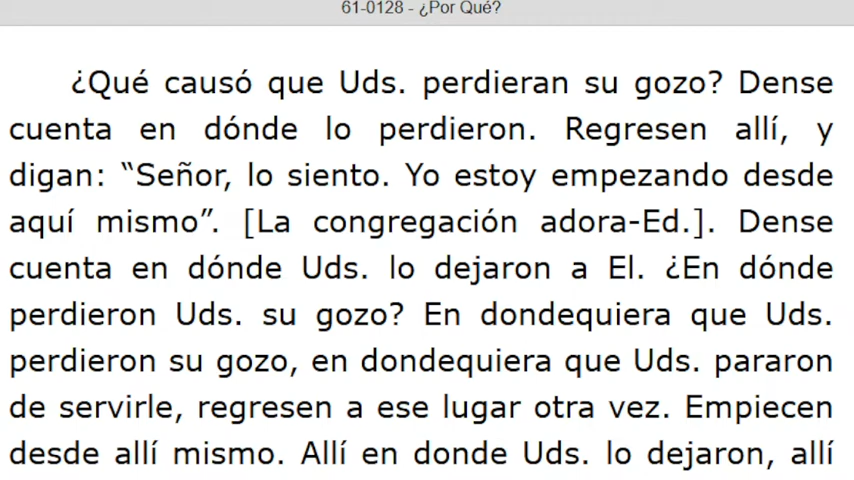 61-0128 - ¿Por Qué?
¿Qué causó que Uds. perdieran su gozo? Dense
cuenta en dónde lo perdieron. Regresen allí, y
digan: “Señor, lo siento. Yo estoy empezando desde
aquí mismo”. [La congregación adora-Ed.]. Dense
cuenta en dónde Uds. lo dejaron a El. ¿En dónde
perdieron Uds. su gozo? En dondequiera que Uds.
perdieron su gozo, en dondequiera que Uds. pararon
de servirle, regresen a ese lugar otra vez. Empiecen
desde allí mismo. Allí en donde Uds. lo dejaron, allí